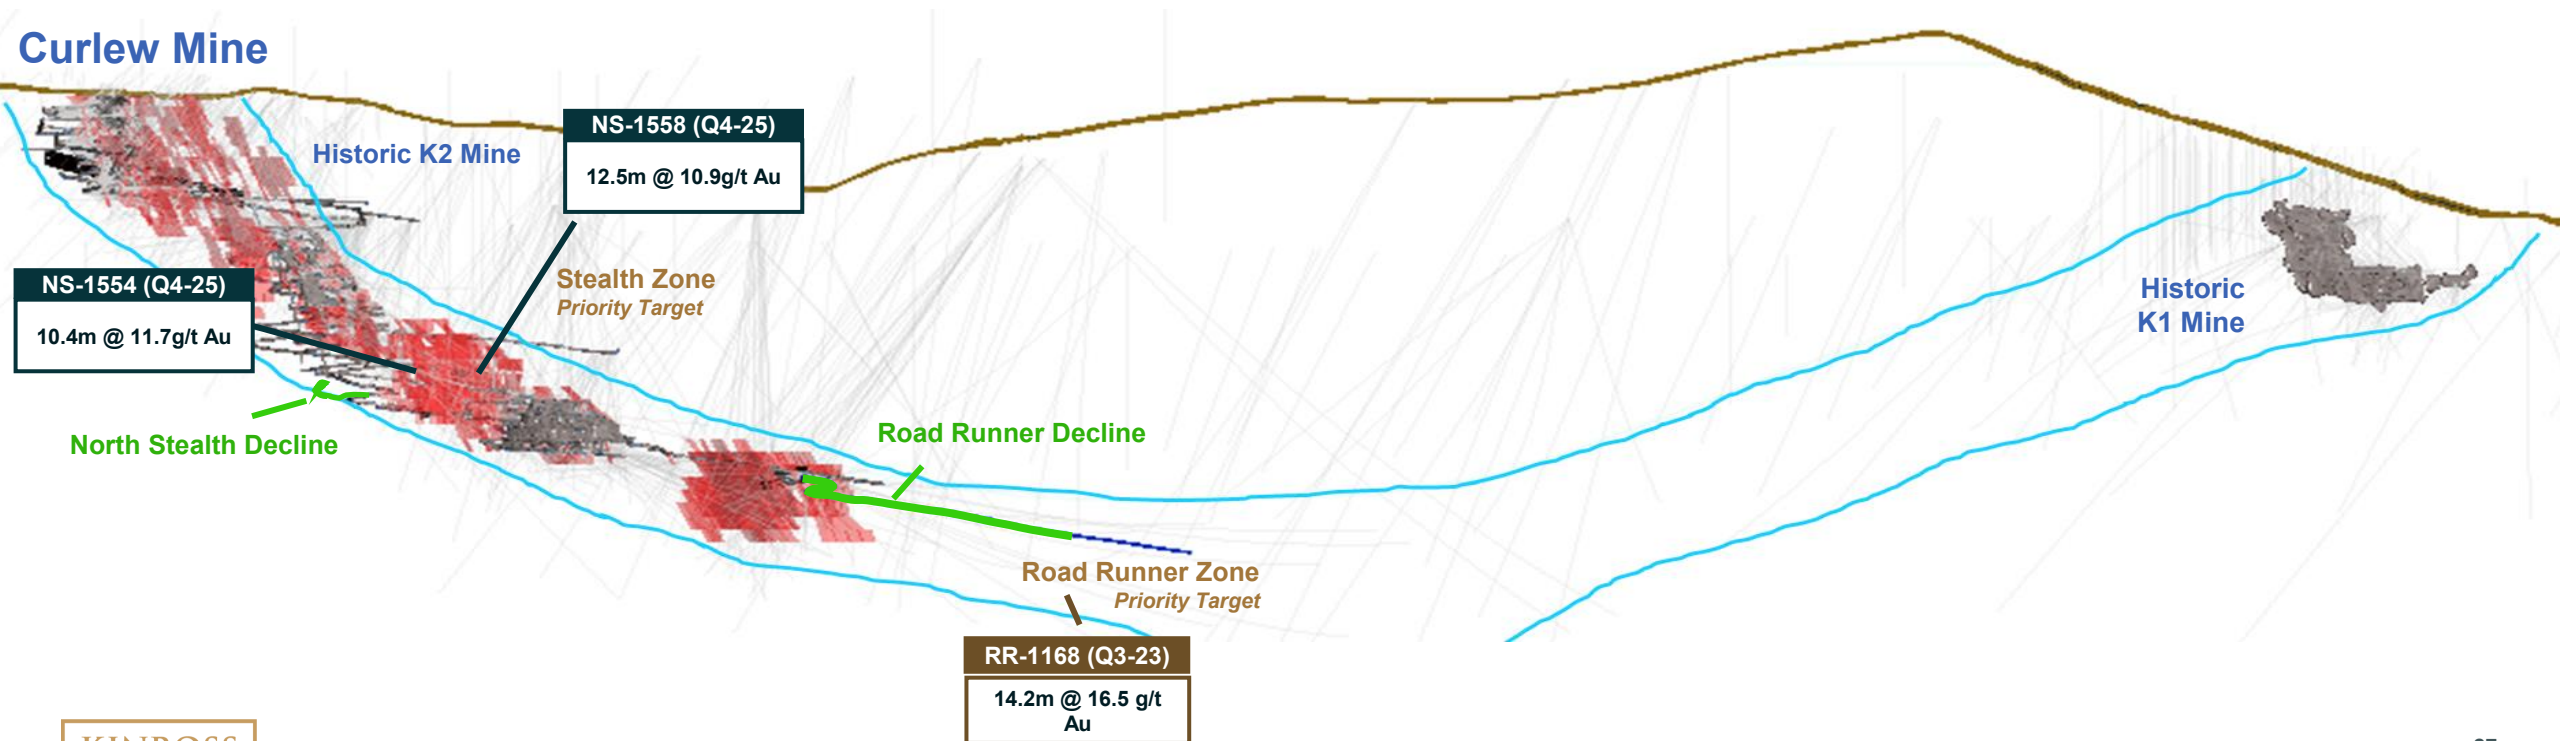 Curlew Mine
Historic K2 Mine
NS-1558 (Q4-25)
12.5m @ 10.9g/t Au
Stealth Zone
Priority Target
NS-1554 (Q4-25)
10.4m @ 11.7g/t Au
North Stealth Decline
Road Runner Decline
Historic
K1 Mine
Road Runner Zone
Priority Target
RR-1168 (Q3-23)
14.2m @ 16.5 g/t
Au
KINROSS